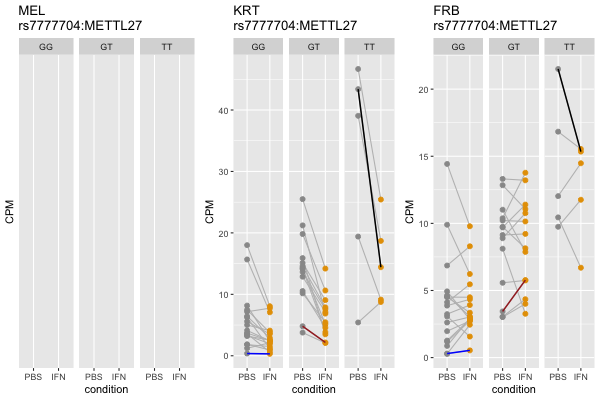 MEL
rs7777704:METTL27
GG GT TT
CPM
PBS IFN PBS IFN PBS IFN
KRT
rs7777704:METTL27
GG GT TT
40
30
20
10
0
CPM
PBS IFN PBS IFN PBS IFN
condition
FRB
rs7777704:METTL27
GG GT TT
20
15
10
5
0
CPM
PBS IFN PBS IFN PBS IFN
condition
condition